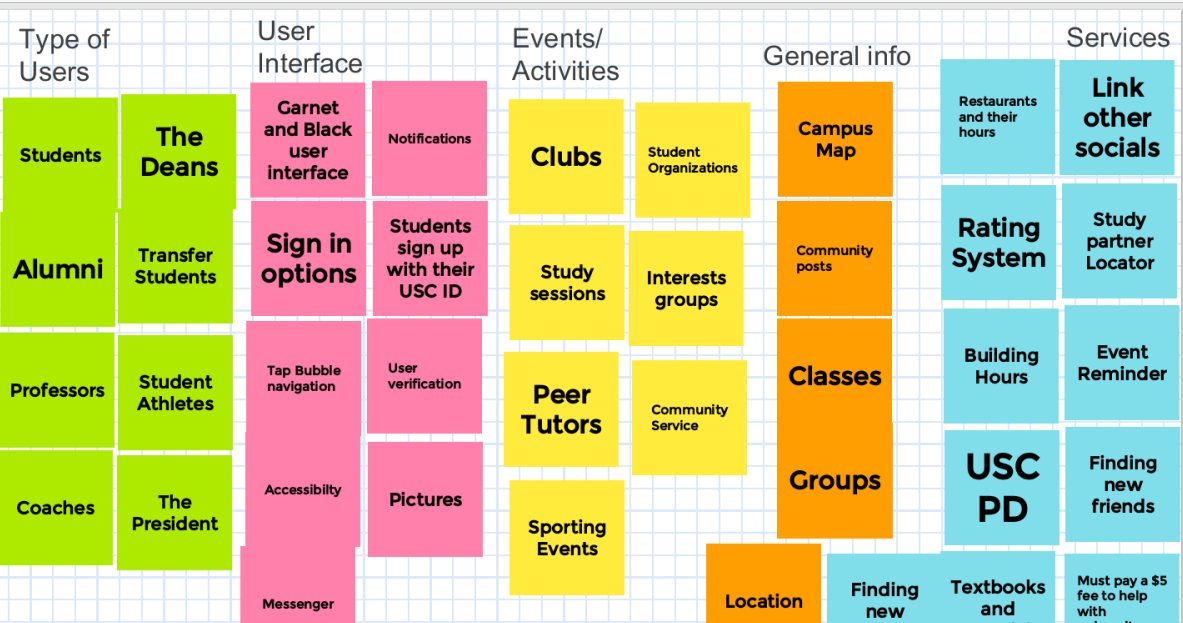 Type of
Users
Students
The
Deans
Alumni
Transfer
Students
Professors
Student
Athletes
Coaches
The
President
User
Interface
Garnet
and Black
user
interface
Notifications
Sign in
options
Students
sign up
with their
USC ID
Tap Bubble
navigation
User
verification
Accessibilty
Pictures
Messenger
Events/
Activities
Clubs
Student
Organizations
Study
sessions
Interests
groups
Peer
Tutors
Community
Service
Sporting
Events
General info
Campus
Map
Community
posts
Classes
Groups
Location
Services
Restaurants
and their
hours
Link
other
socials
Rating
System
Study
partner
Locator
Building
Hours
Event
Reminder
USC
PD
Finding
new
friends
Finding
new
Textbooks
and
Must pay a $5
fee to help
with